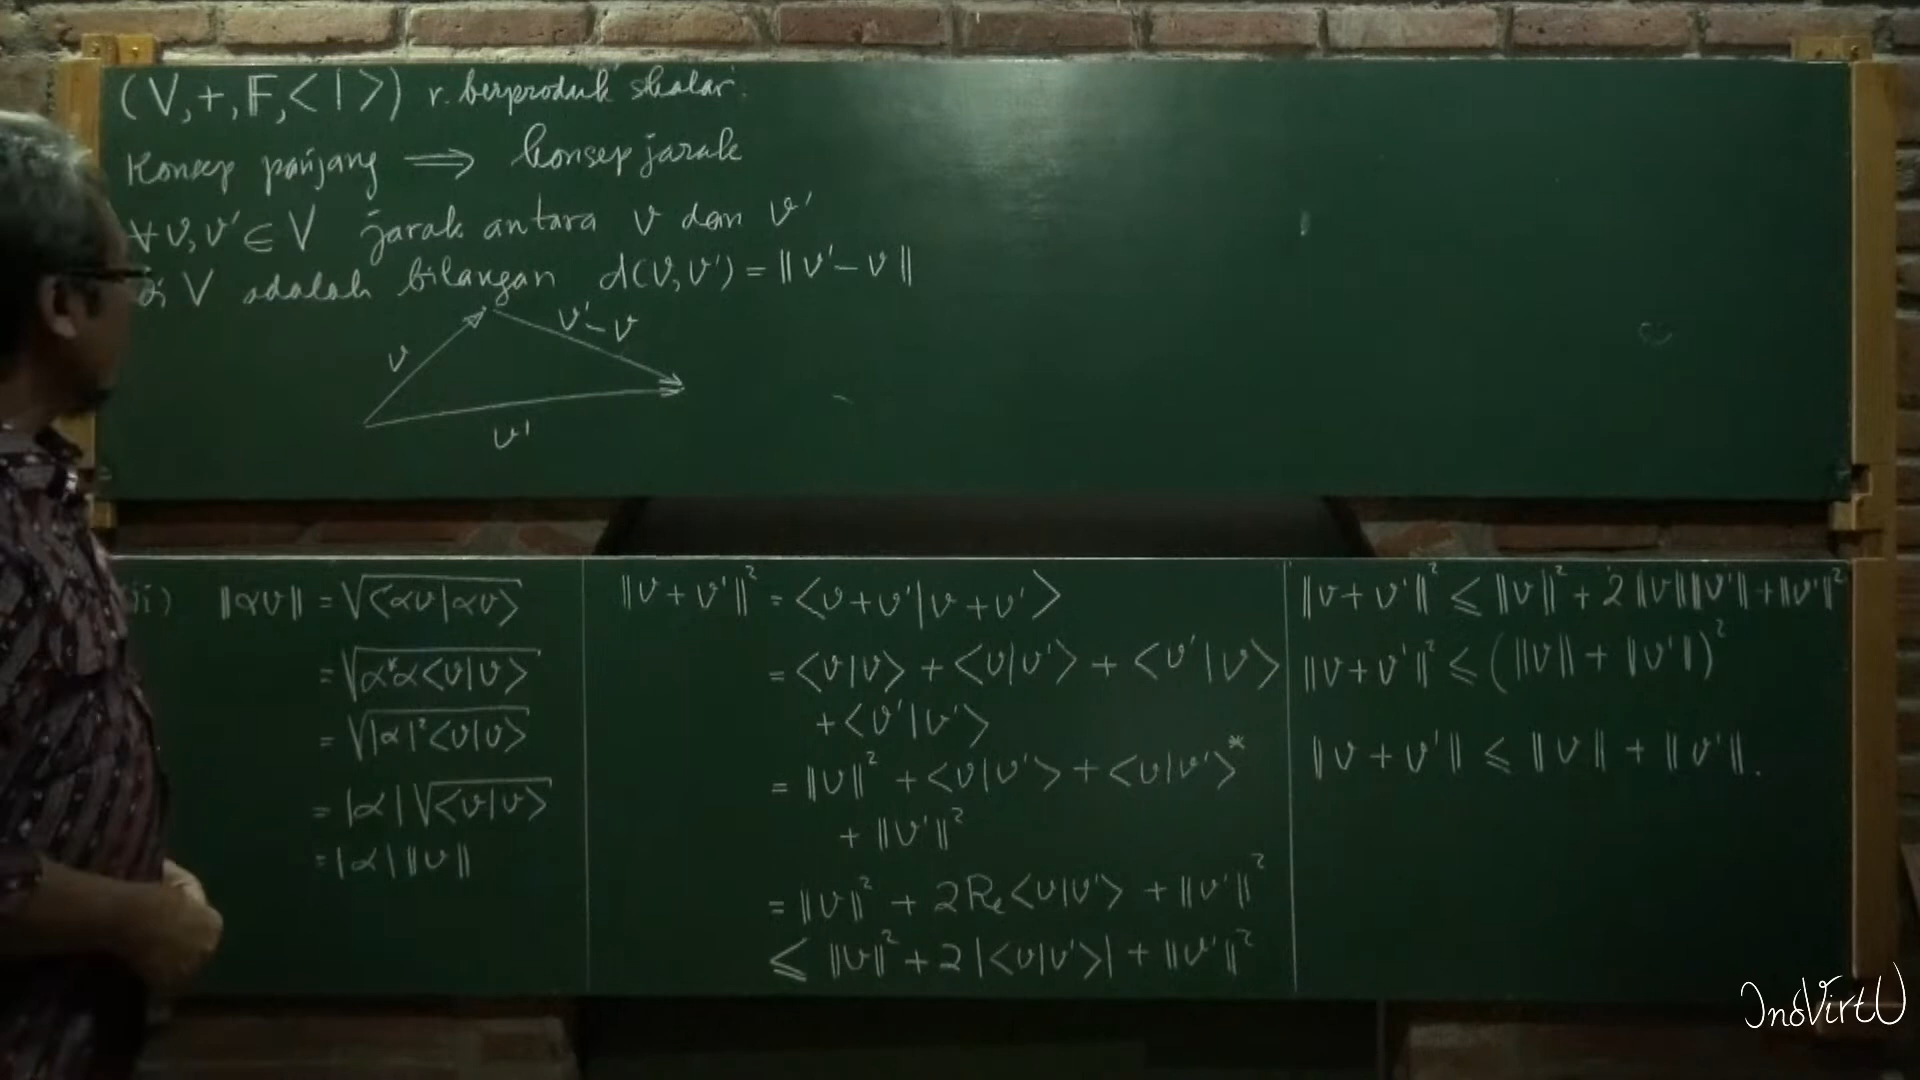 (V,+,F,<|>) r. berproduk skalar.
Konsep panjang ⟹ konsep jarak
∀v,v'∈V jarak antara v dan v'
di V adalah bilangan d(v,v') = ‖v'-v‖
v'-v
v
v'
ii) ‖αv‖ = √<αv|αv>
= √α*α<v|v>
= √|α|²<v|v>
= |α|√<v|v>
= |α|‖v‖
‖v+v'‖² = <v+v'|v+v'>
= <v|v> + <v|v'> + <v'|v>
+ <v'|v'>
= ‖v‖² + <v|v'> + <v|v'>*
+ ‖v'‖²
= ‖v‖² + 2Re<v|v'> + ‖v'‖²
≤ ‖v‖² + 2|<v|v'>| + ‖v'‖²
‖v+v'‖² ≤ ‖v‖² + 2‖v‖‖v'‖ + ‖v'‖²
‖v+v'‖² ≤ (‖v‖ + ‖v'‖)²
‖v+v'‖ ≤ ‖v‖ + ‖v'‖.
InoVirtU